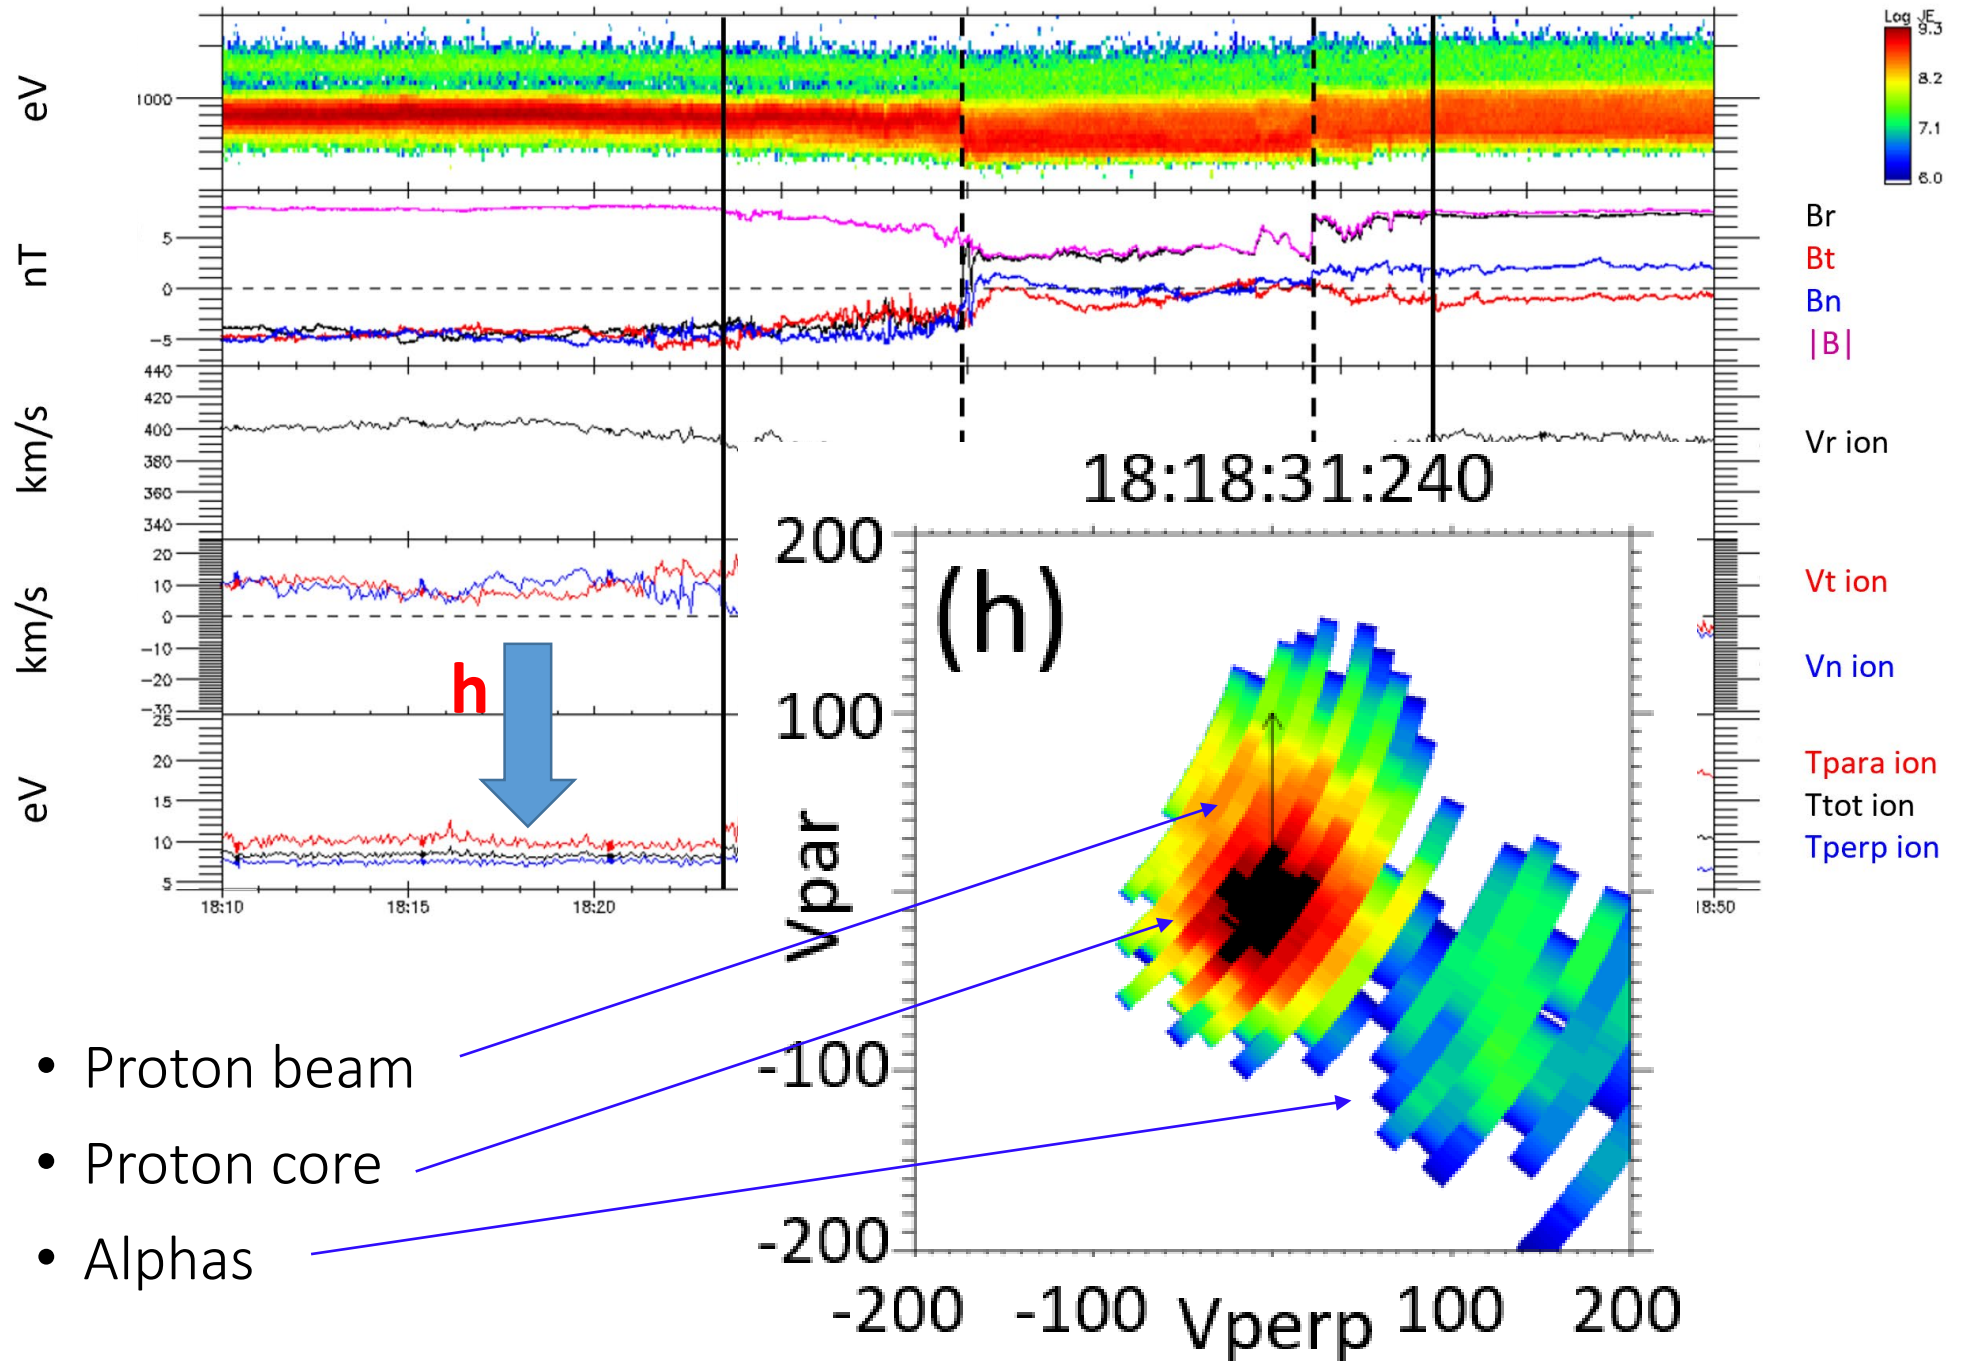 Log JE
9.3
8.2
7.1
6.0
eV
1000
nT
5
0
−5
Br
Bt
Bn
|B|
km/s
440
420
400
380
360
340
Vr ion
km/s
20
10
0
−10
−20
−30
Vt ion
Vn ion
h
eV
25
20
15
10
5
Tpara ion
Ttot ion
Tperp ion
18:10
18:15
18:20
18:50
18:18:31:240
(h)
Vpar
200
100
-100
-200
-200
-100
Vperp
100
200
• Proton beam
• Proton core
• Alphas